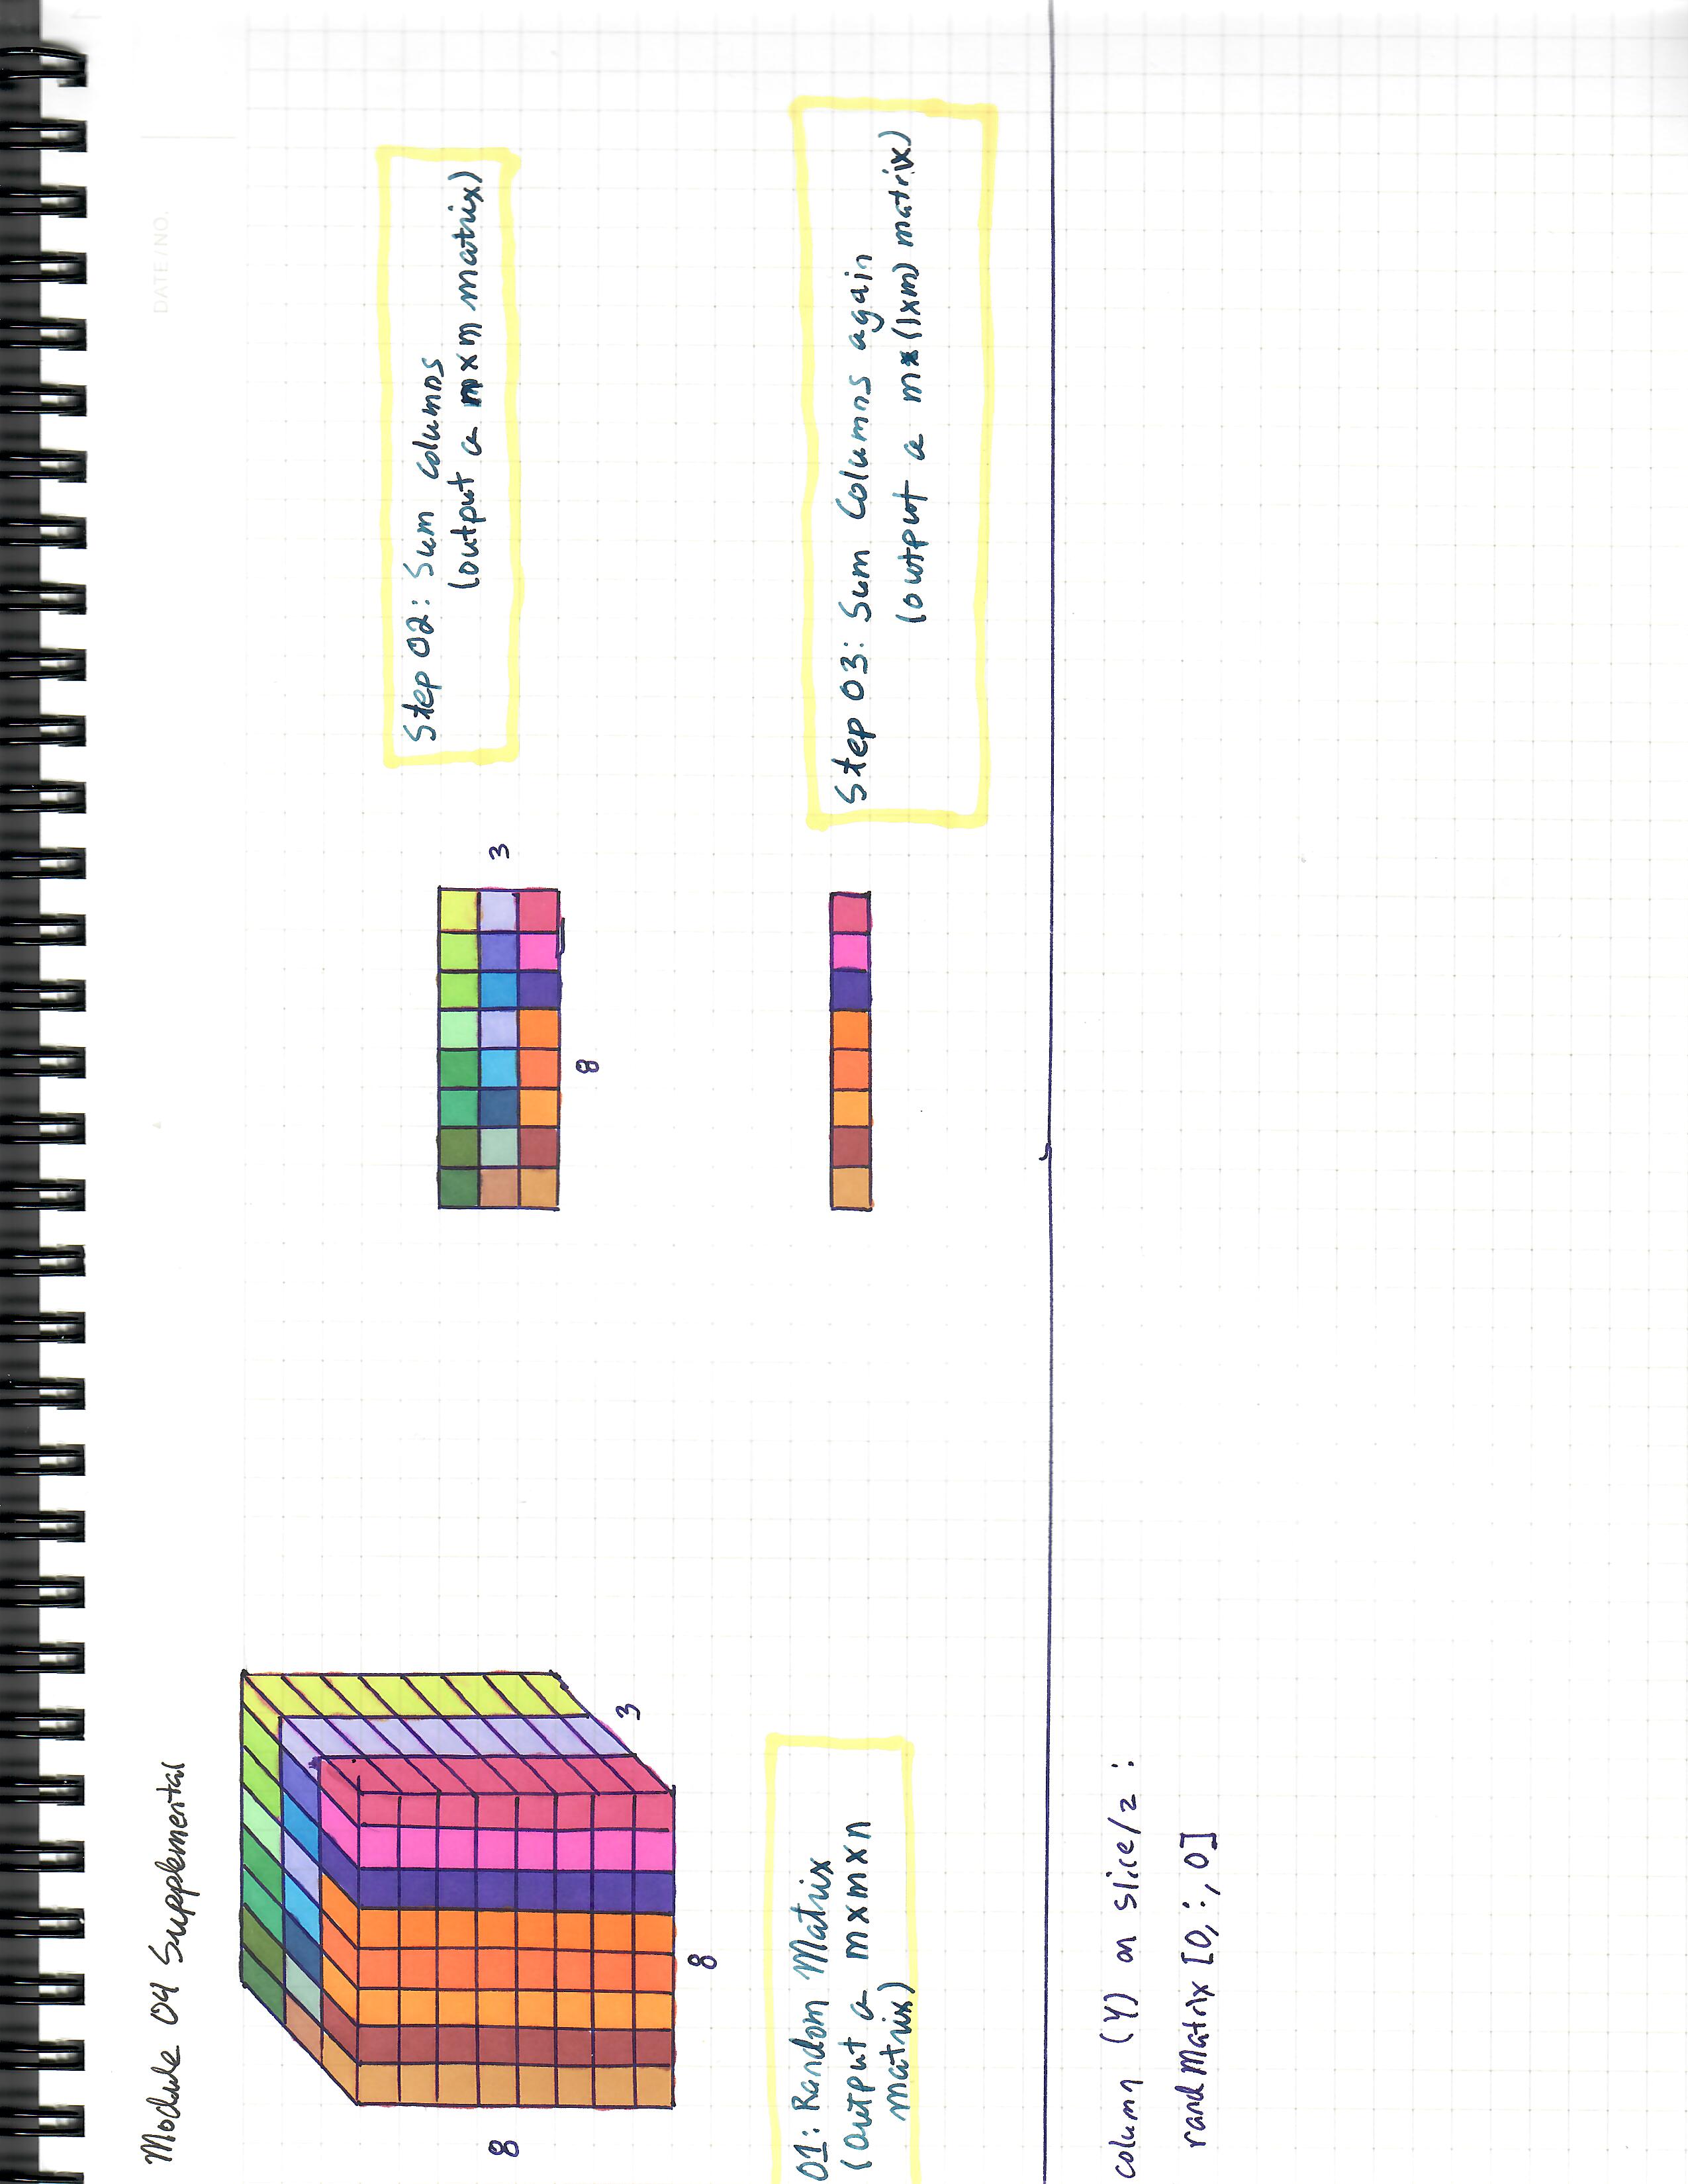 Module 04 Supplemental
8
8
3
01: Random Matrix
(output a m x m x n
matrix)
3
8
Step 02: Sum columns
(output a m x n matrix)
Step 03: Sum Columns again
(output a (1xm) matrix)
column (Y) on slice/z :
randMatrix [0, :, 0]
DATE/NO.